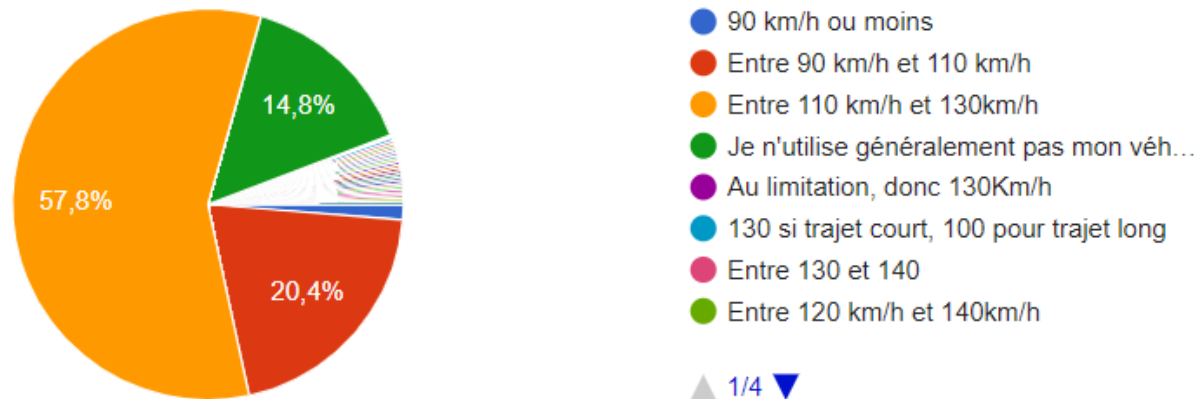 14,8%
57,8%
20,4%
90 km/h ou moins
Entre 90 km/h et 110 km/h
Entre 110 km/h et 130km/h
Je n'utilise généralement pas mon véh…
Au limitation, donc 130Km/h
130 si trajet court, 100 pour trajet long
Entre 130 et 140
Entre 120 km/h et 140km/h
1/4